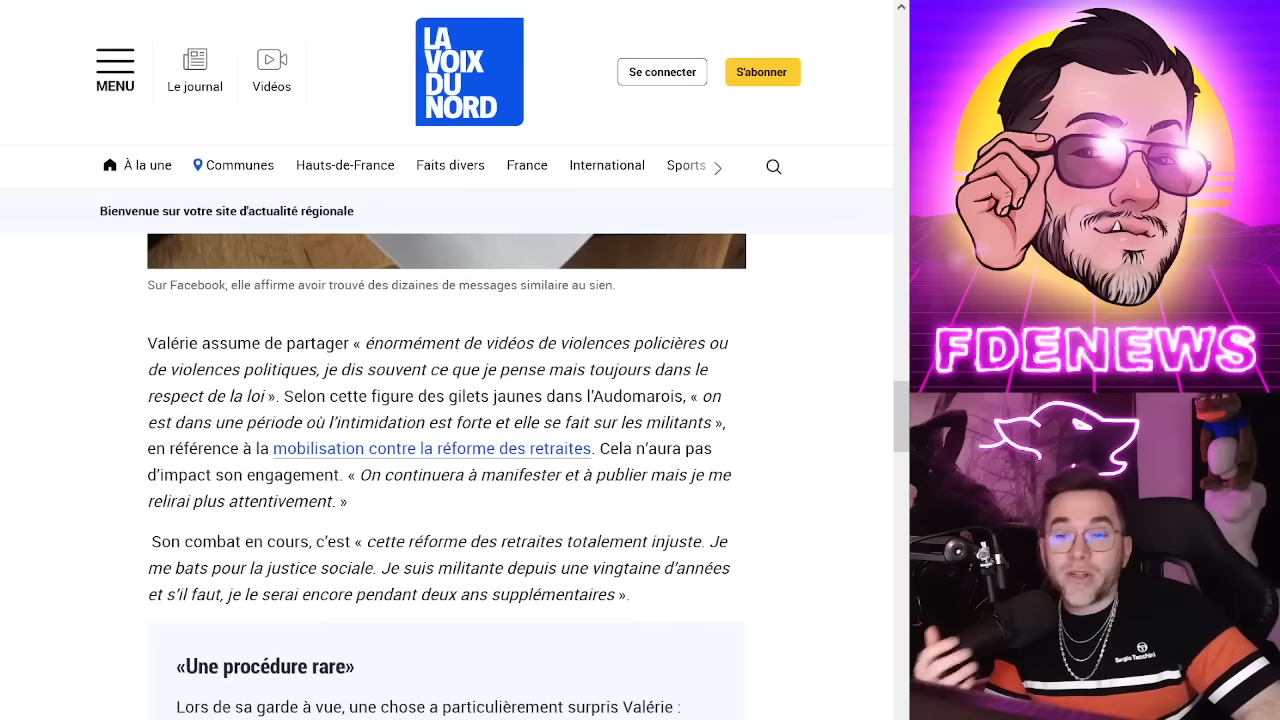 MENU
Le journal
Vidéos
LA
VOIX
DU
NORD
Se connecter
S'abonner
À la une
Communes
Hauts-de-France
Faits divers
France
International
Sports
Bienvenue sur votre site d'actualité régionale
Sur Facebook, elle affirme avoir trouvé des dizaines de messages similaire au sien.
Valérie assume de partager « énormément de vidéos de violences policières ou
de violences politiques, je dis souvent ce que je pense mais toujours dans le
respect de la loi ». Selon cette figure des gilets jaunes dans l'Audomarois, « on
est dans une période où l'intimidation est forte et elle se fait sur les militants »,
en référence à la mobilisation contre la réforme des retraites. Cela n'aura pas
d'impact son engagement. « On continuera à manifester et à publier mais je me
relirai plus attentivement. »
Son combat en cours, c'est « cette réforme des retraites totalement injuste. Je
me bats pour la justice sociale. Je suis militante depuis une vingtaine d'années
et s'il faut, je le serai encore pendant deux ans supplémentaires ».
«Une procédure rare»
Lors de sa garde à vue, une chose a particulièrement surpris Valérie :
FDENEWS
Sergio Tacchini